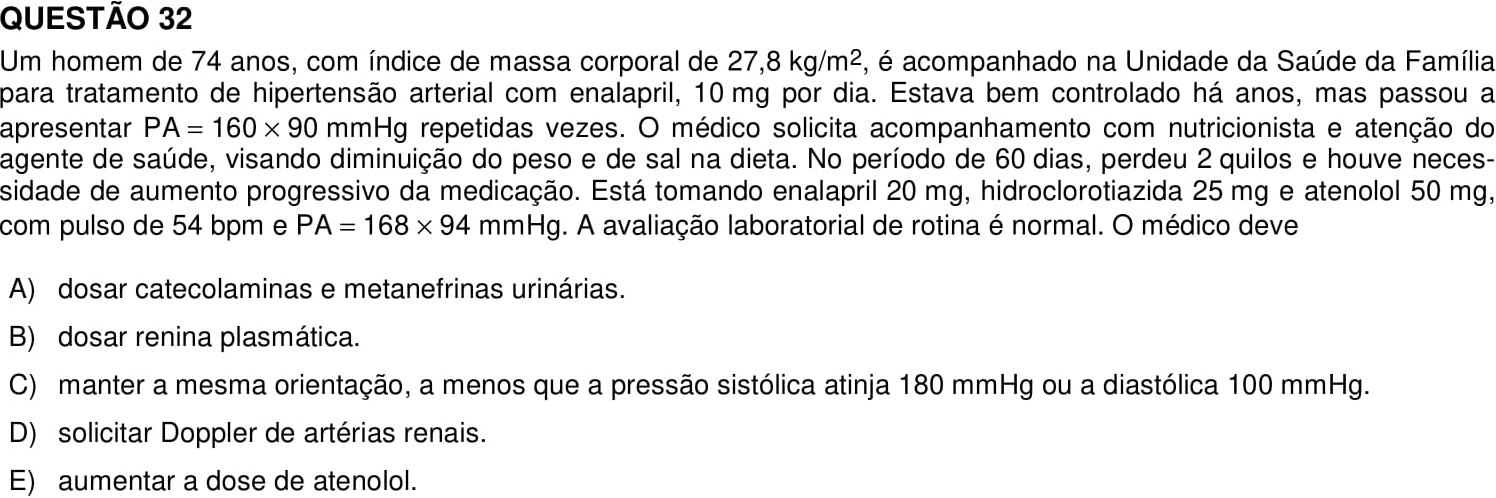 QUESTÃO 32
Um homem de 74 anos, com índice de massa corporal de 27,8 kg/m², é acompanhado na Unidade da Saúde da Família
para tratamento de hipertensão arterial com enalapril, 10 mg por dia. Estava bem controlado há anos, mas passou a
apresentar PA = 160 × 90 mmHg repetidas vezes. O médico solicita acompanhamento com nutricionista e atenção do
agente de saúde, visando diminuição do peso e de sal na dieta. No período de 60 dias, perdeu 2 quilos e houve neces-
sidade de aumento progressivo da medicação. Está tomando enalapril 20 mg, hidroclorotiazida 25 mg e atenolol 50 mg,
com pulso de 54 bpm e PA = 168 × 94 mmHg. A avaliação laboratorial de rotina é normal. O médico deve
A) dosar catecolaminas e metanefrinas urinárias.
B) dosar renina plasmática.
C) manter a mesma orientação, a menos que a pressão sistólica atinja 180 mmHg ou a diastólica 100 mmHg.
D) solicitar Doppler de artérias renais.
E) aumentar a dose de atenolol.